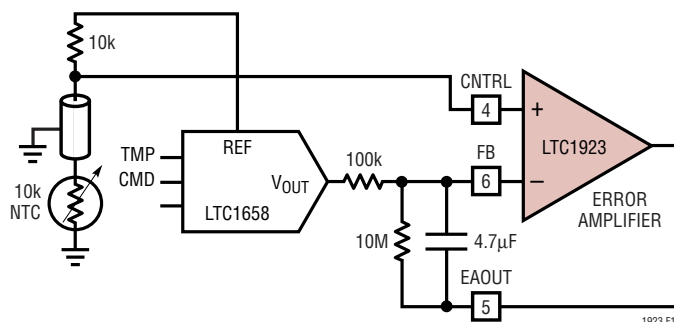 10k
CNTRL
4
+
TMP
CMD
REF
VOUT
LTC1658
100k
FB
6
–
LTC1923
ERROR
AMPLIFIER
10k
NTC
10M
4.7µF
EAOUT
5
1923 F1